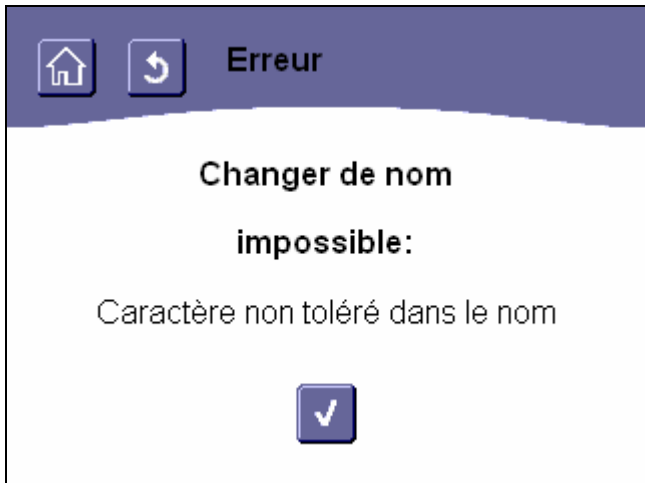 Erreur
Changer de nom
impossible:
Caractère non toléré dans le nom